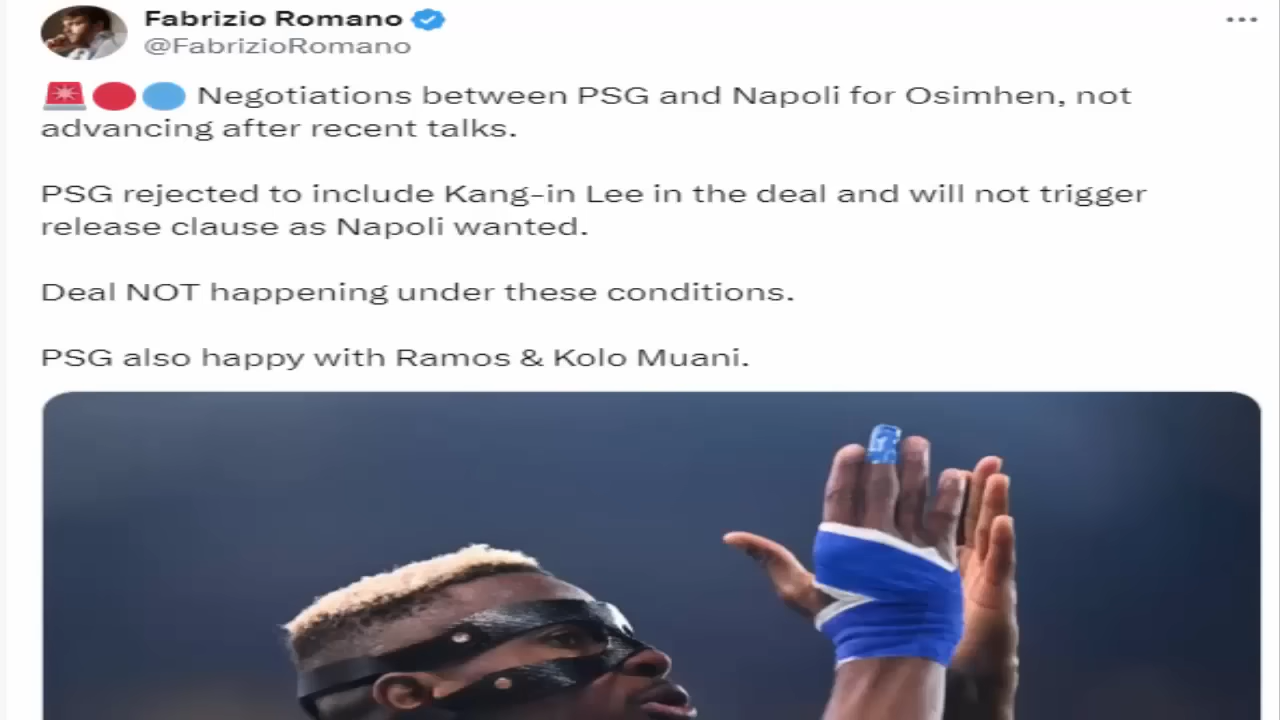 Fabrizio Romano
@FabrizioRomano
🚨🔴🔵 Negotiations between PSG and Napoli for Osimhen, not
advancing after recent talks.
PSG rejected to include Kang-in Lee in the deal and will not trigger
release clause as Napoli wanted.
Deal NOT happening under these conditions.
PSG also happy with Ramos & Kolo Muani.